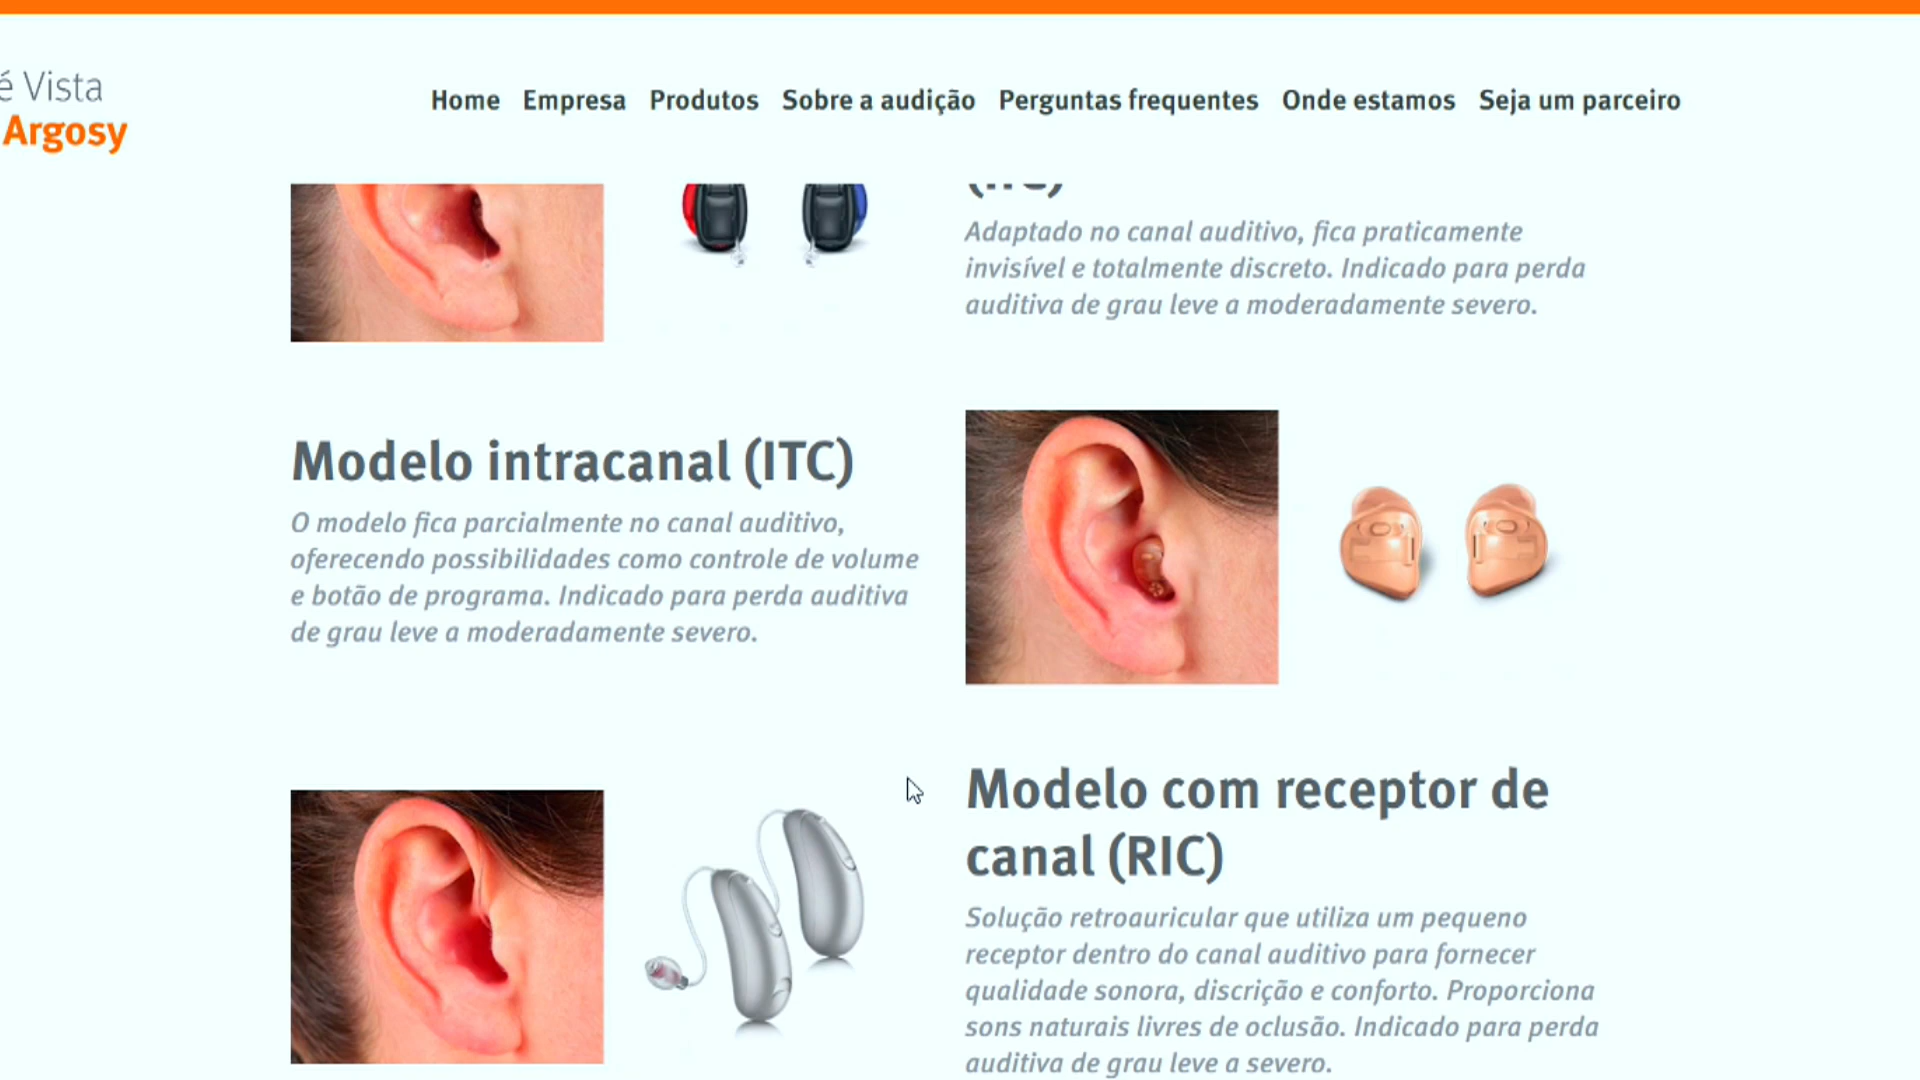 é Vista
Argosy
Home Empresa Produtos Sobre a audição Perguntas frequentes Onde estamos Seja um parceiro
Adaptado no canal auditivo, fica praticamente
invisível e totalmente discreto. Indicado para perda
auditiva de grau leve a moderadamente severo.
Modelo intracanal (ITC)
O modelo fica parcialmente no canal auditivo,
oferecendo possibilidades como controle de volume
e botão de programa. Indicado para perda auditiva
de grau leve a moderadamente severo.
Modelo com receptor de
canal (RIC)
Solução retroauricular que utiliza um pequeno
receptor dentro do canal auditivo para fornecer
qualidade sonora, discrição e conforto. Proporciona
sons naturais livres de oclusão. Indicado para perda
auditiva de grau leve a severo.